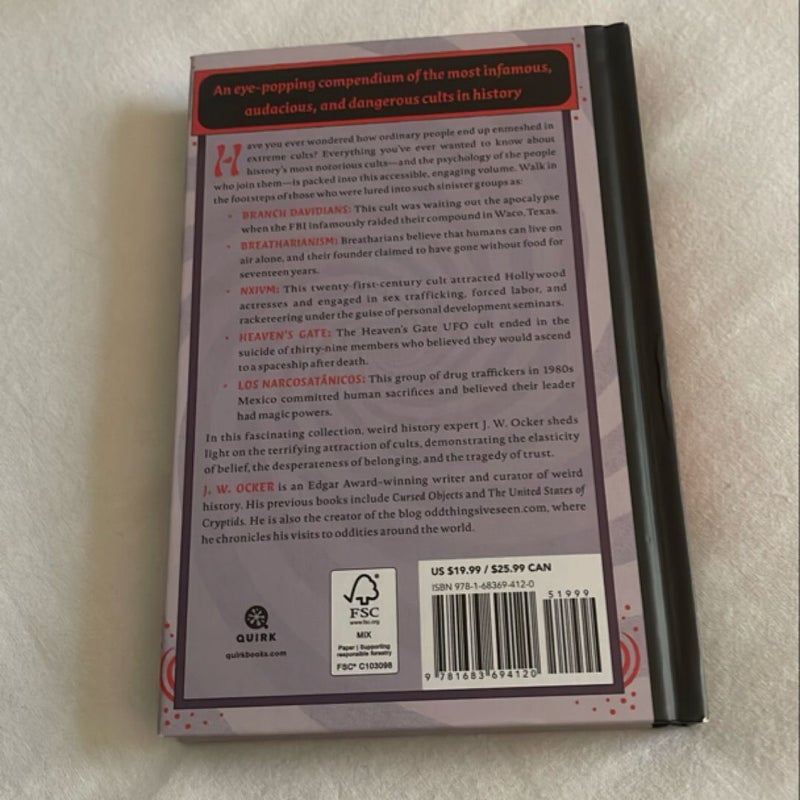 An eye-popping compendium of the most infamous,
audacious, and dangerous cults in history
Have you ever wondered how ordinary people end up enmeshed in
extreme cults? Everything you've ever wanted to know about
history's most notorious cults—and the psychology of the people
who join them—is packed into this accessible, engaging volume. Walk in
the footsteps of those who were lured into such sinister groups as:
• BRANCH DAVIDIANS: This cult was waiting out the apocalypse
when the FBI infamously raided their compound in Waco, Texas.
• BREATHARIANISM: Breatharians believe that humans can live on
air alone, and their founder claimed to have gone without food for
seventeen years.
• NXIVM: This twenty-first-century cult attracted Hollywood
actresses and engaged in sex trafficking, forced labor, and
racketeering under the guise of personal development seminars.
• HEAVEN'S GATE: The Heaven's Gate UFO cult ended in the
suicide of thirty-nine members who believed they would ascend
to a spaceship after death.
• LOS NARCOSATÁNICOS: This group of drug traffickers in 1980s
Mexico committed human sacrifices and believed their leader
had magic powers.
In this fascinating collection, weird history expert J. W. Ocker sheds
light on the terrifying attraction of cults, demonstrating the elasticity
of belief, the desperateness of belonging, and the tragedy of trust.
J. W. OCKER is an Edgar Award-winning writer and curator of weird
history. His previous books include Cursed Objects and The United States of
Cryptids. He is also the creator of the blog oddthingsiveseen.com, where
he chronicles his visits to oddities around the world.
QUIRK
quirkbooks.com
FSC
www.fsc.org
MIX
Paper | Supporting
responsible forestry
FSC® C103098
US $19.99 / $25.99 CAN
ISBN 978-1-68369-412-0
51999
9 781683 694120